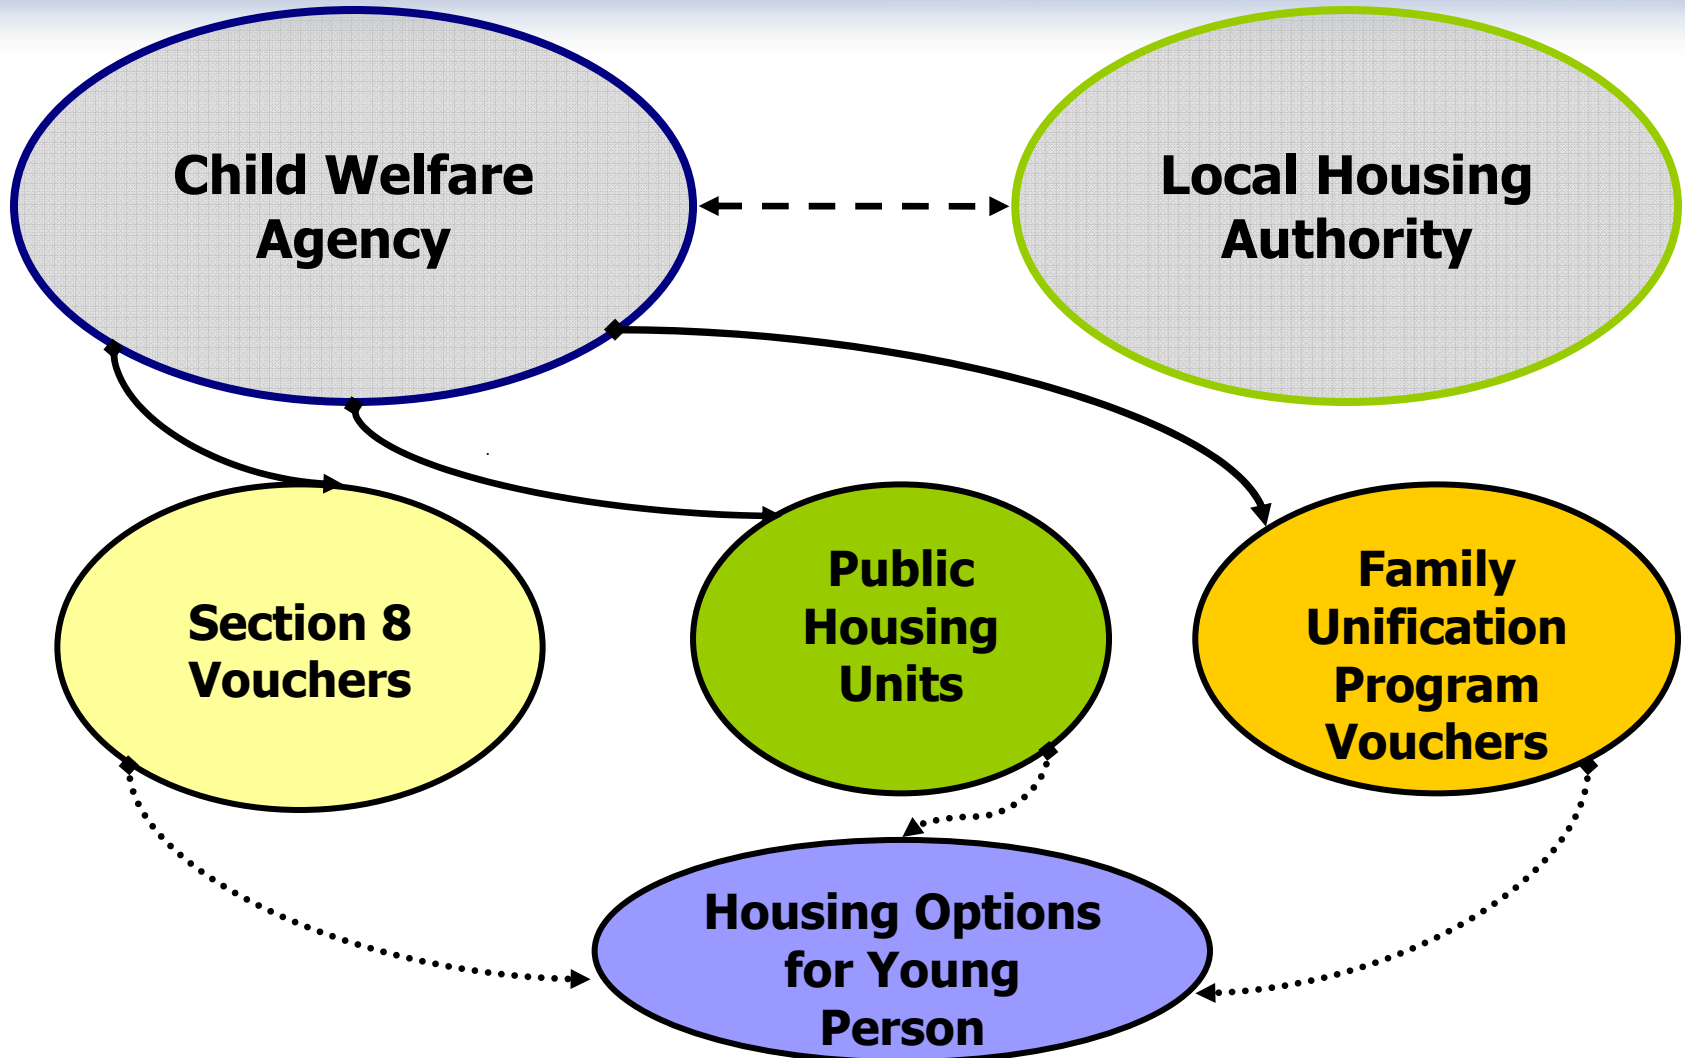 Child Welfare
Agency
Local Housing
Authority
Section 8
Vouchers
Public
Housing
Units
Family
Unification
Program
Vouchers
Housing Options
for Young
Person